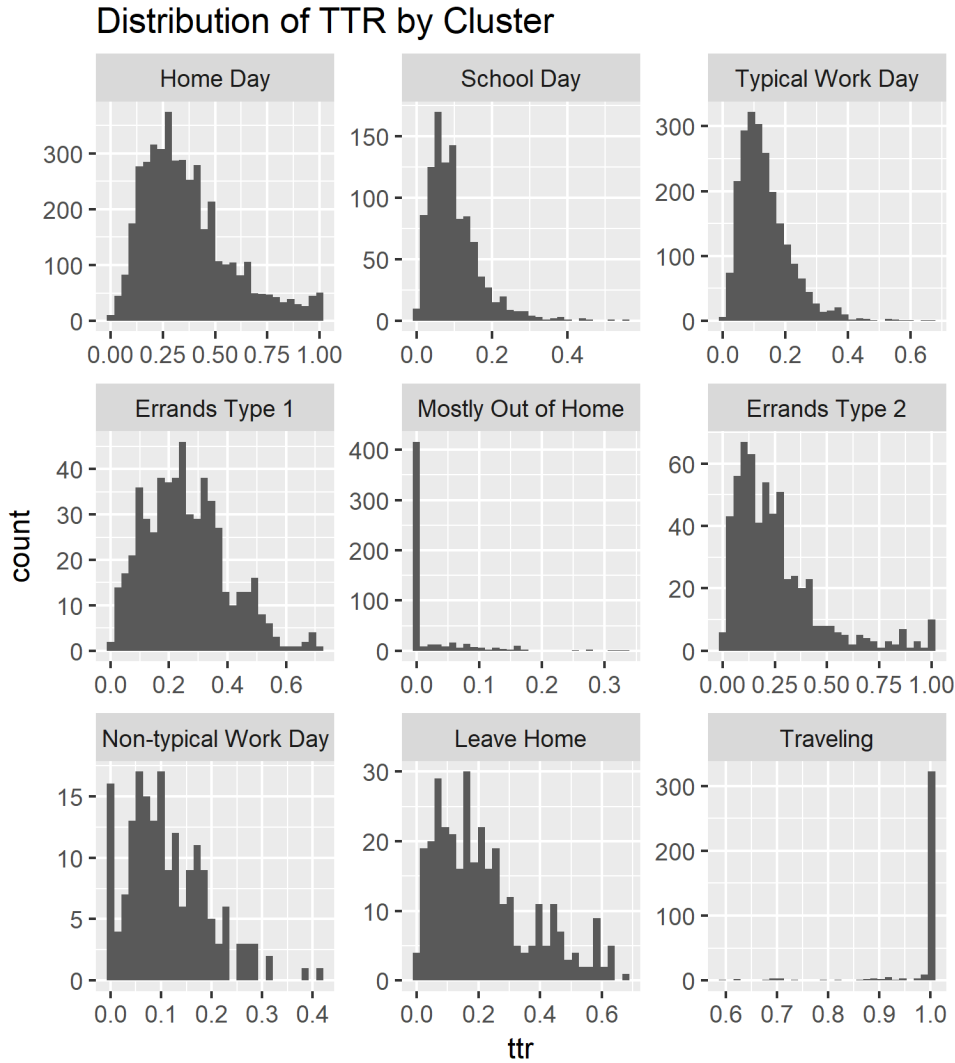 Distribution of TTR by Cluster
Home Day
School Day
Typical Work Day
300
200
100
0
0.00 0.25 0.50 0.75 1.00
150
100
50
0
0.0 0.2 0.4
300
200
100
0
0.0 0.2 0.4 0.6
Errands Type 1
Mostly Out of Home
Errands Type 2
40
30
20
10
0
0.0 0.2 0.4 0.6
400
300
200
100
0
0.0 0.1 0.2 0.3
60
40
20
0
0.00 0.25 0.50 0.75 1.00
count
Non-typical Work Day
Leave Home
Traveling
15
10
5
0
0.0 0.1 0.2 0.3 0.4
30
20
10
0
0.0 0.2 0.4 0.6
300
200
100
0
0.6 0.7 0.8 0.9 1.0
ttr